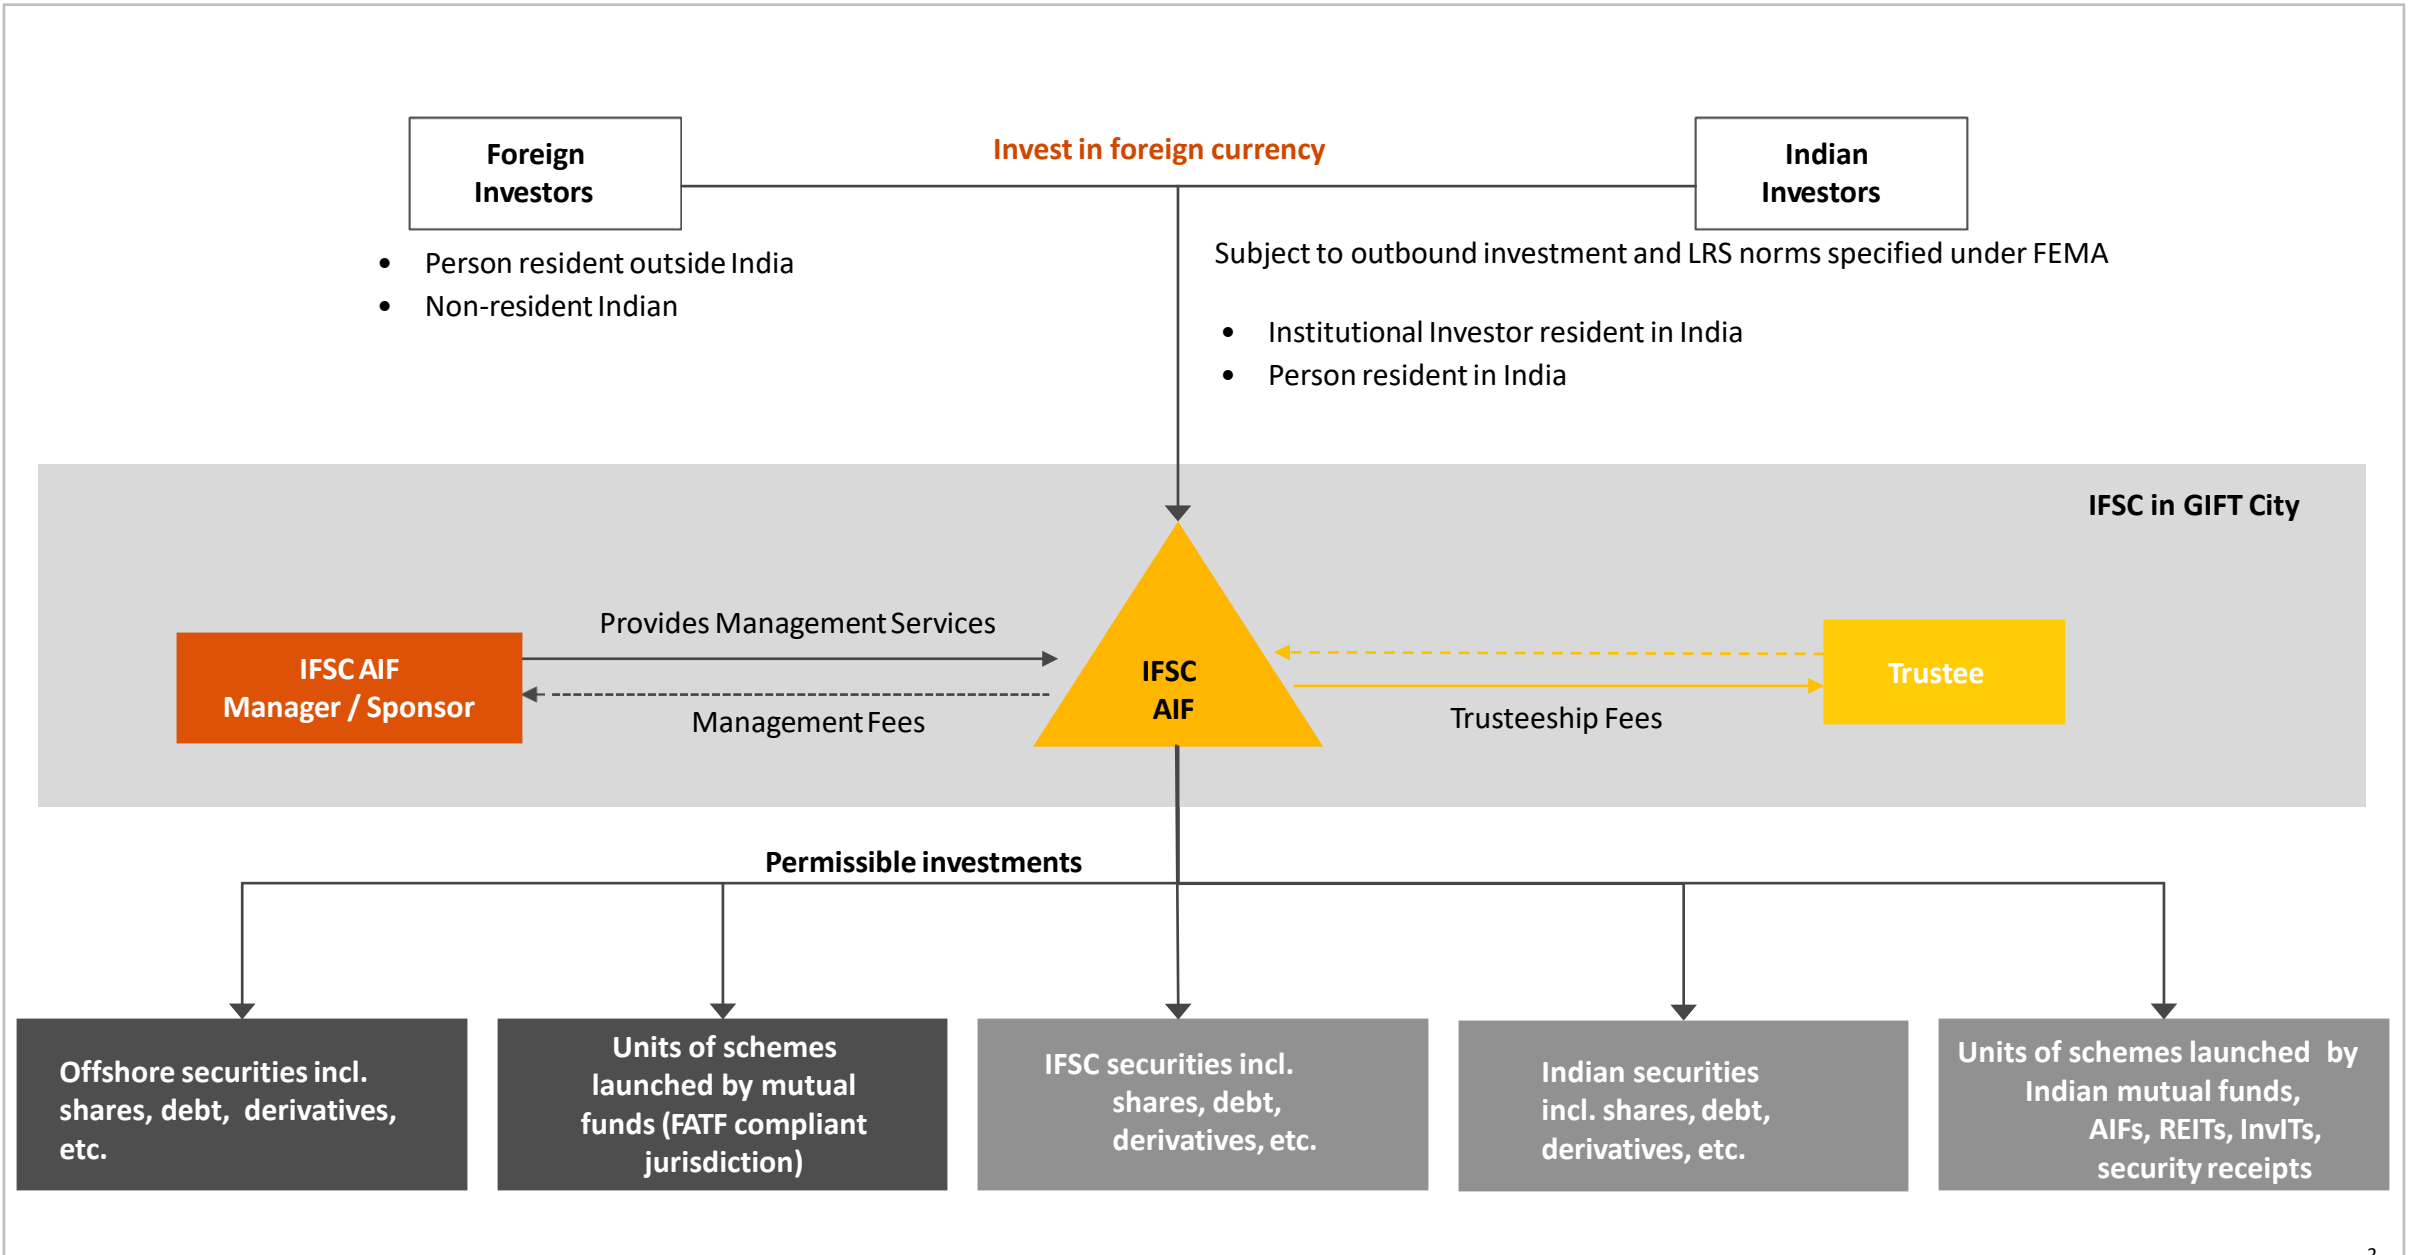 Foreign
Investors
Invest in foreign currency
Indian
Investors
• Person resident outside India
• Non-resident Indian
Subject to outbound investment and LRS norms specified under FEMA
• Institutional Investor resident in India
• Person resident in India
IFSC in GIFT City
Provides Management Services
IFSC AIF
Manager / Sponsor
Management Fees
IFSC
AIF
Trustee
Trusteeship Fees
Permissible investments
Offshore securities incl.
shares, debt, derivatives,
etc.
Units of schemes
launched by mutual
funds (FATF compliant
jurisdiction)
IFSC securities incl.
shares, debt,
derivatives, etc.
Indian securities
incl. shares, debt,
derivatives, etc.
Units of schemes launched by
Indian mutual funds,
AIFs, REITs, InvITs,
security receipts